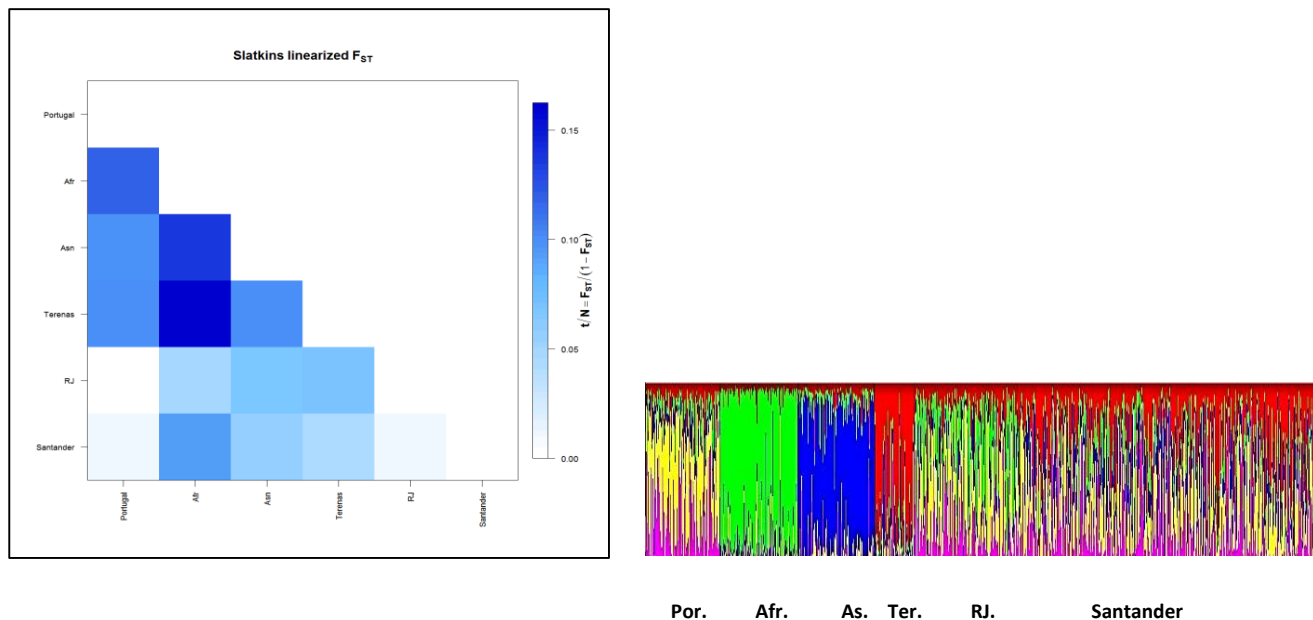 Slatkins linearized FST
Portugal
Afr
Asn
Terenas
RJ
Santander
0.15
0.10
0.05
0.00
t/N = FST/(1− FST)
Portugal
Afr
Asn
Terenas
RJ
Santander
Por. Afr. As. Ter. RJ. Santander